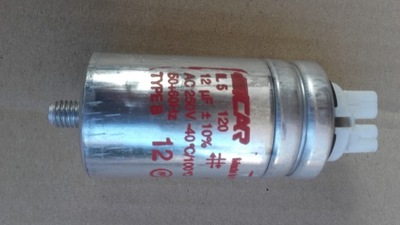 L5 120
12 µF ±10%
AC 250V -40°C/100°C
50÷60Hz
TYPE B
12